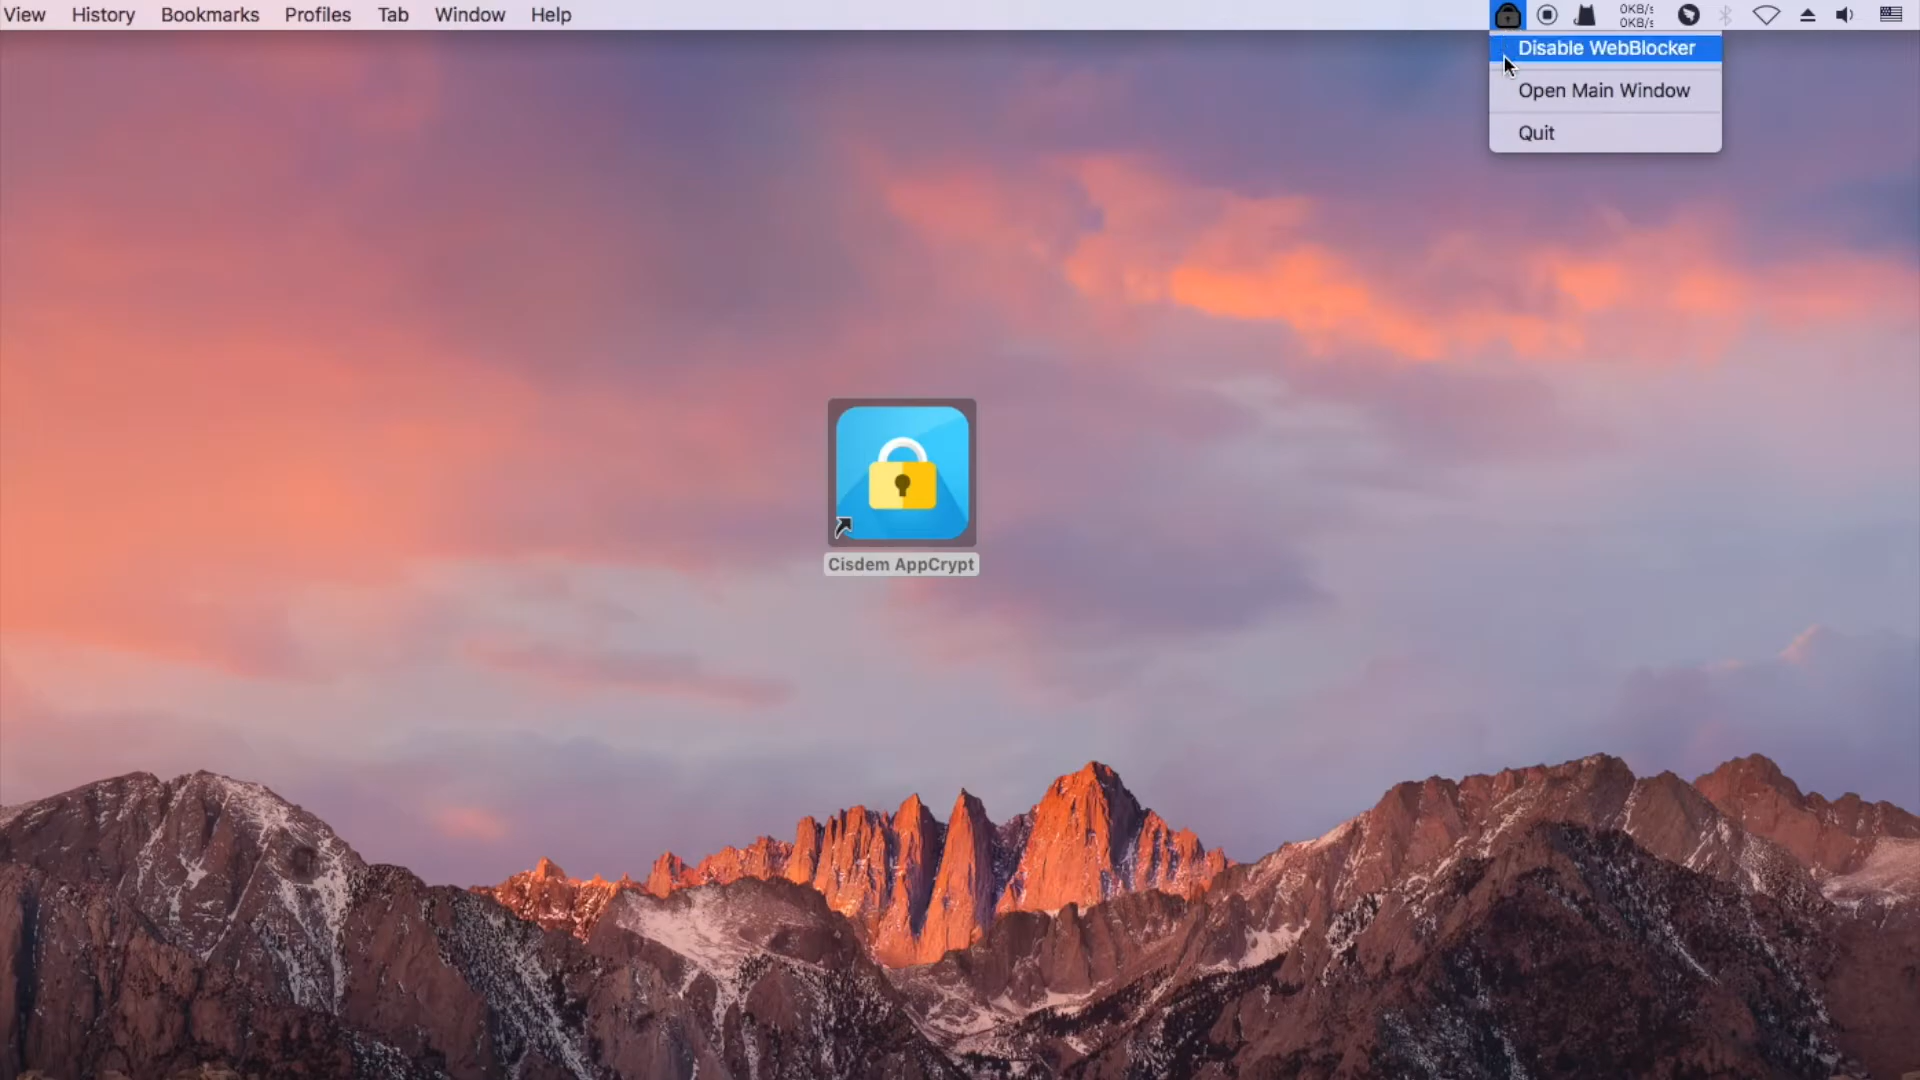 View History Bookmarks Profiles Tab Window Help
0KB/s
0KB/s
Disable WebBlocker
Open Main Window
Quit
Cisdem AppCrypt